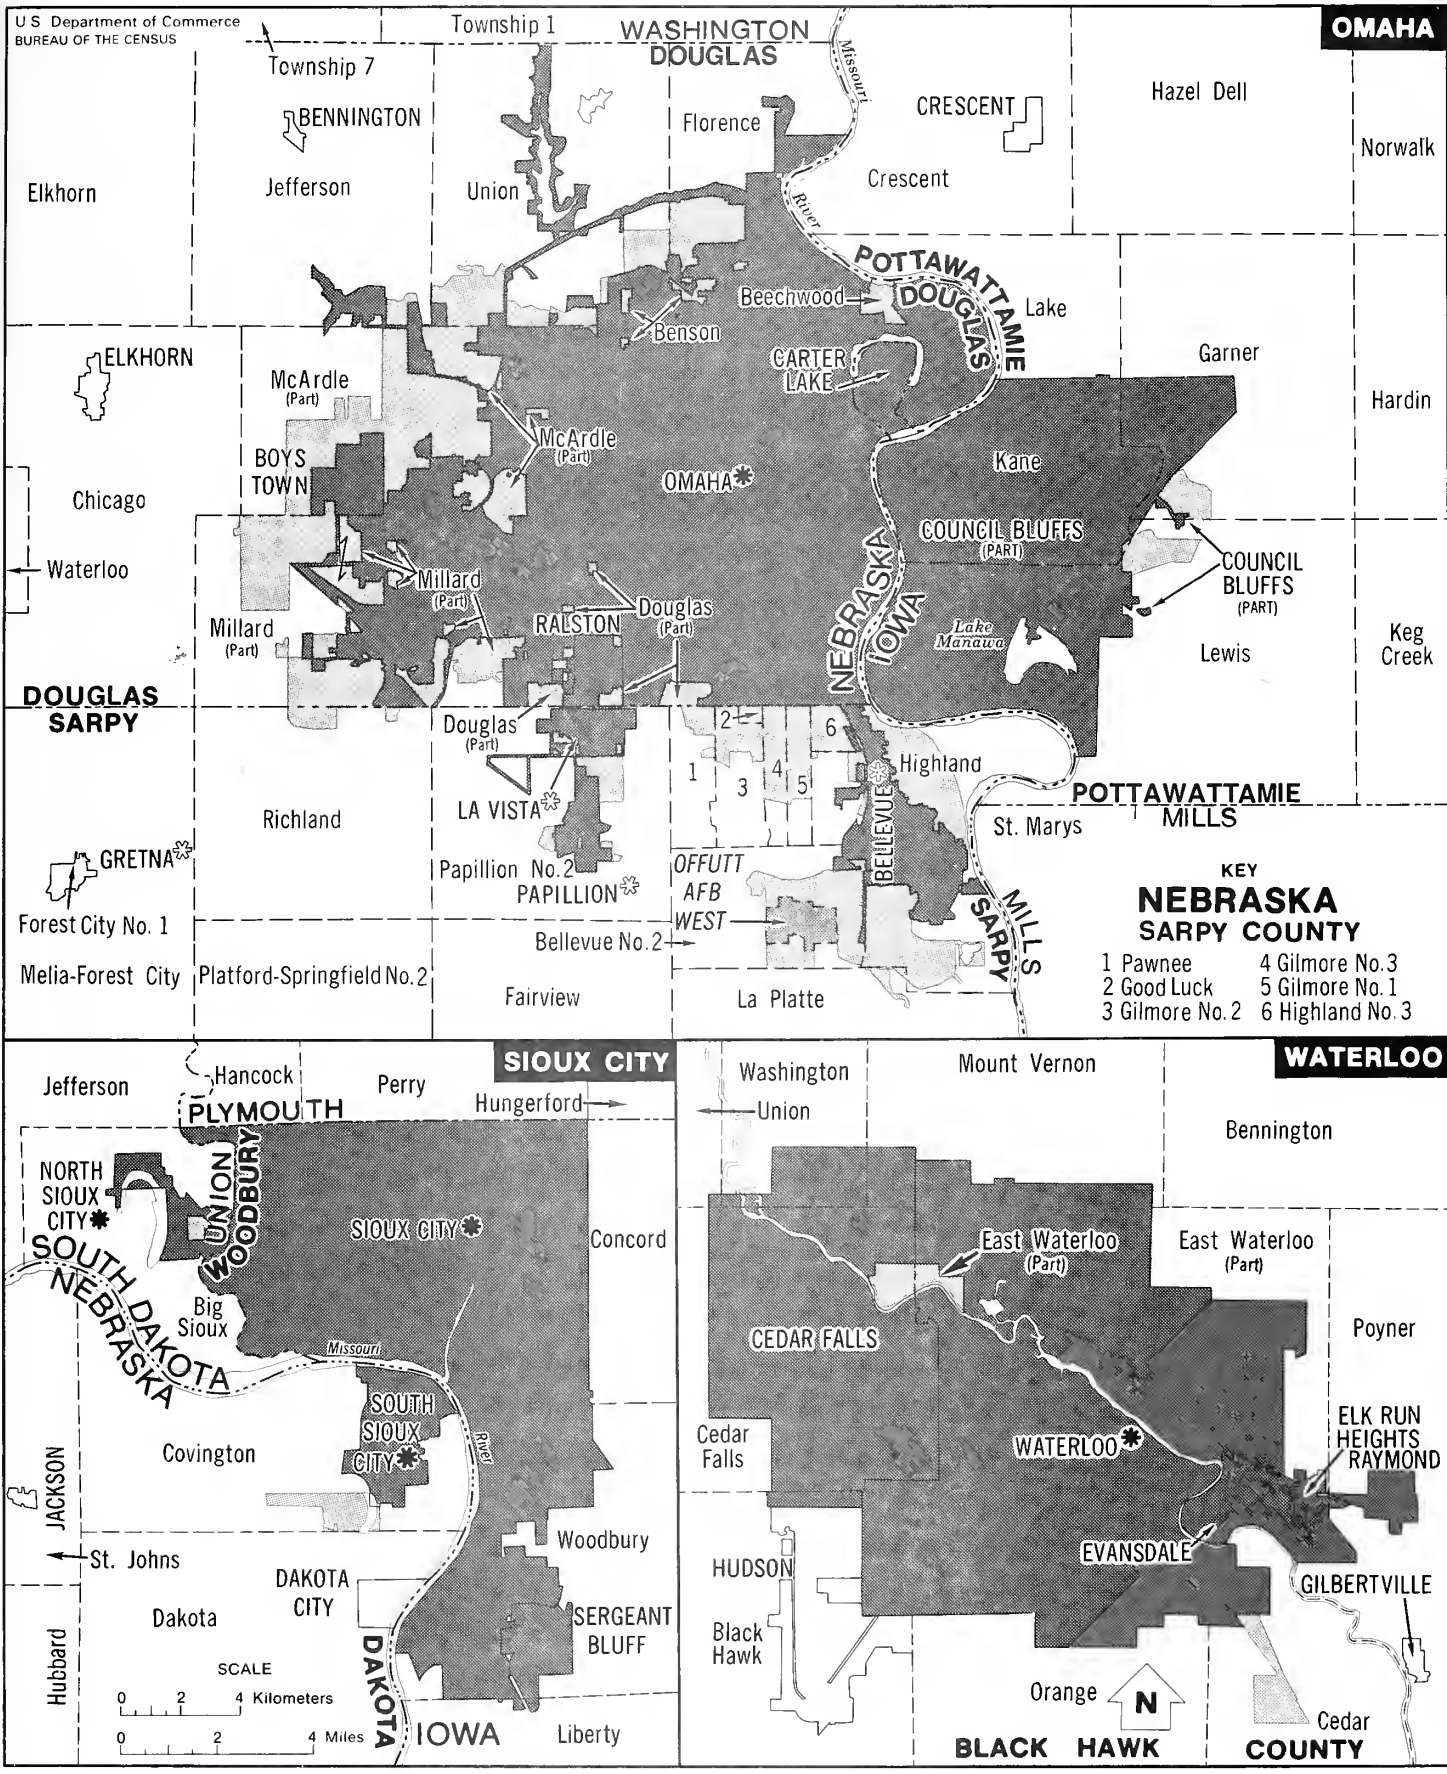 U S Department of Commerce
BUREAU OF THE CENSUS
OMAHA
Township 1
WASHINGTON
DOUGLAS
Township 7
Missouri
River
BENNINGTON
Florence
CRESCENT
Hazel Dell
Norwalk
Elkhorn
Jefferson
Union
Crescent
POTTAWATTAMIE
DOUGLAS
Beechwood
Lake
Benson
ELKHORN
McArdle
(Part)
CARTER
LAKE
Garner
Hardin
McArdle
(Part)
BOYS
TOWN
OMAHA
Kane
Chicago
COUNCIL BLUFFS
(PART)
Waterloo
Millard
(Part)
NEBRASKA
IOWA
COUNCIL
BLUFFS
(PART)
RALSTON
Douglas
(Part)
Millard
(Part)
Lake
Manawa
Lewis
Keg
Creek
DOUGLAS
SARPY
Douglas
(Part)
2
6
1
3
4
5
Highland
LA VISTA
BELLEVUE
POTTAWATTAMIE
MILLS
Richland
St. Marys
GRETNA
Papillion No.2
PAPILLION
OFFUTT
AFB
WEST
Forest City No. 1
Bellevue No.2
MILLS
SARPY
Melia-Forest City
Platford-Springfield No.2
Fairview
La Platte
KEY
NEBRASKA
SARPY COUNTY
1 Pawnee
2 Good Luck
3 Gilmore No. 2
4 Gilmore No.3
5 Gilmore No. 1
6 Highland No. 3
SIOUX CITY
Jefferson
Hancock
Perry
Hungerford
PLYMOUTH
UNION
WOODBURY
NORTH
SIOUX
CITY
SIOUX CITY
Concord
SOUTH DAKOTA
NEBRASKA
Big
Sioux
Missouri
River
SOUTH
SIOUX
CITY
Covington
JACKSON
St. Johns
Woodbury
DAKOTA
CITY
Dakota
SERGEANT
BLUFF
Hubbard
SCALE
0 2 4 Kilometers
0 2 4 Miles
DAKOTA
IOWA
Liberty
WATERLOO
Washington
Mount Vernon
Union
Bennington
East Waterloo
(Part)
East Waterloo
(Part)
CEDAR FALLS
Poyner
Cedar
Falls
WATERLOO
ELK RUN
HEIGHTS
RAYMOND
EVANSDALE
HUDSON
GILBERTVILLE
Black
Hawk
Orange
N
Cedar
BLACK HAWK COUNTY